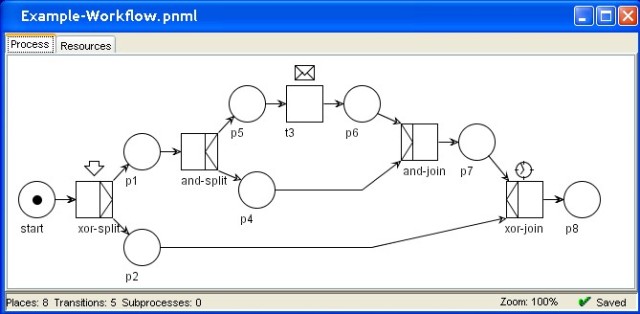 Example-Workflow.pnml
Process Resources
p5 t3 p6
p1 and-split and-join p7
p4
start xor-split xor-join p8
p2
Places: 8 Transitions: 5 Subprocesses: 0 Zoom: 100% Saved